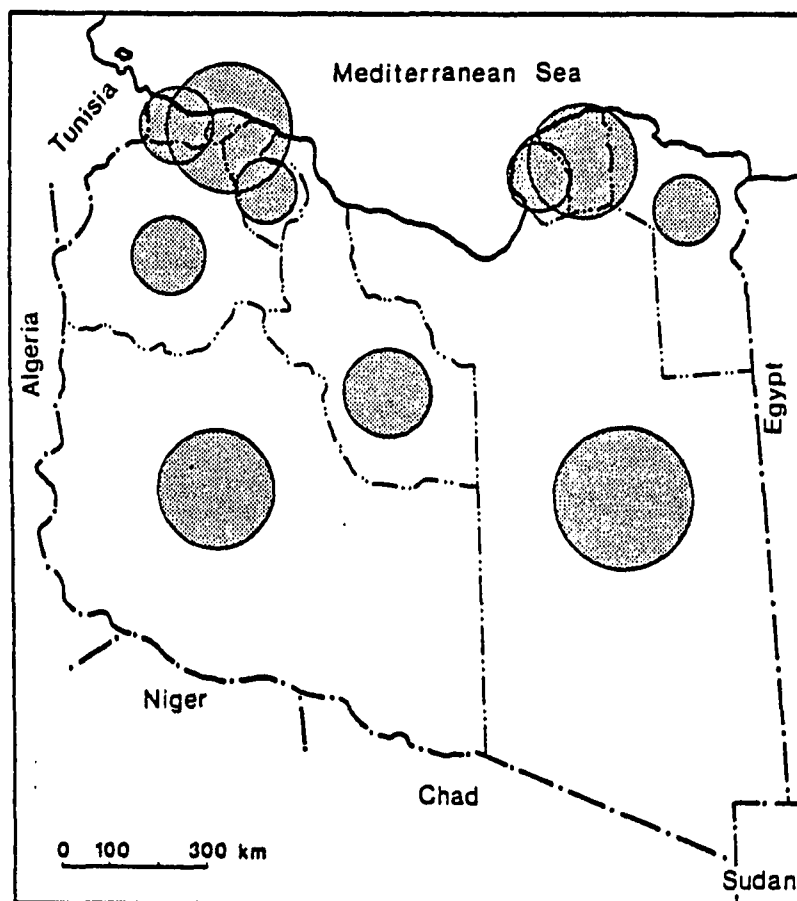 Mediterranean Sea
Tunisia
Algeria
Egypt
Niger
Chad
0 100 300 km
Sudan